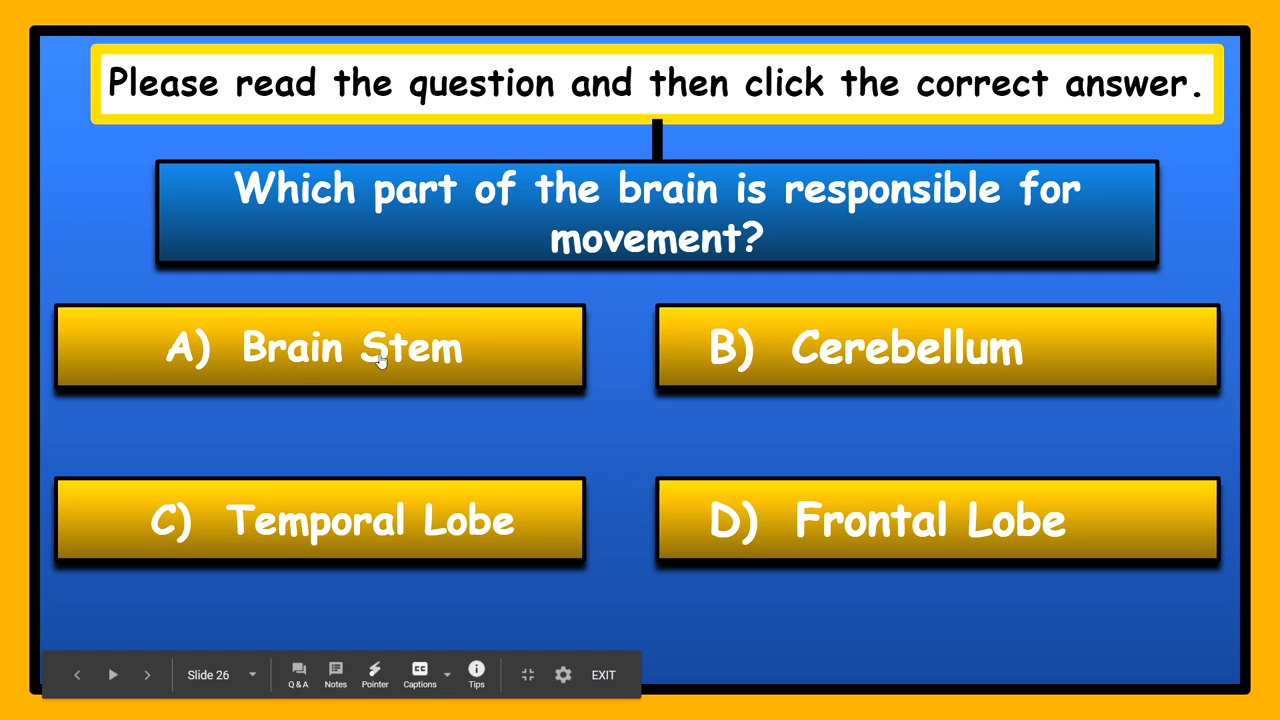 Please read the question and then click the correct answer.
Which part of the brain is responsible for
movement?
A) Brain Stem
B) Cerebellum
C) Temporal Lobe
D) Frontal Lobe
Slide 26
Q & A
Notes
Pointer
CC
Captions
Tips
EXIT